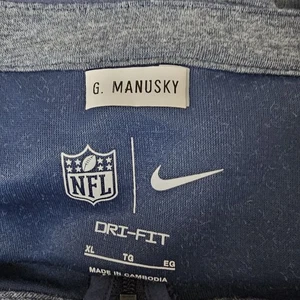 G. MANUSKY
NFL
DRI-FIT
XL TG EG
MADE IN CAMBODIA